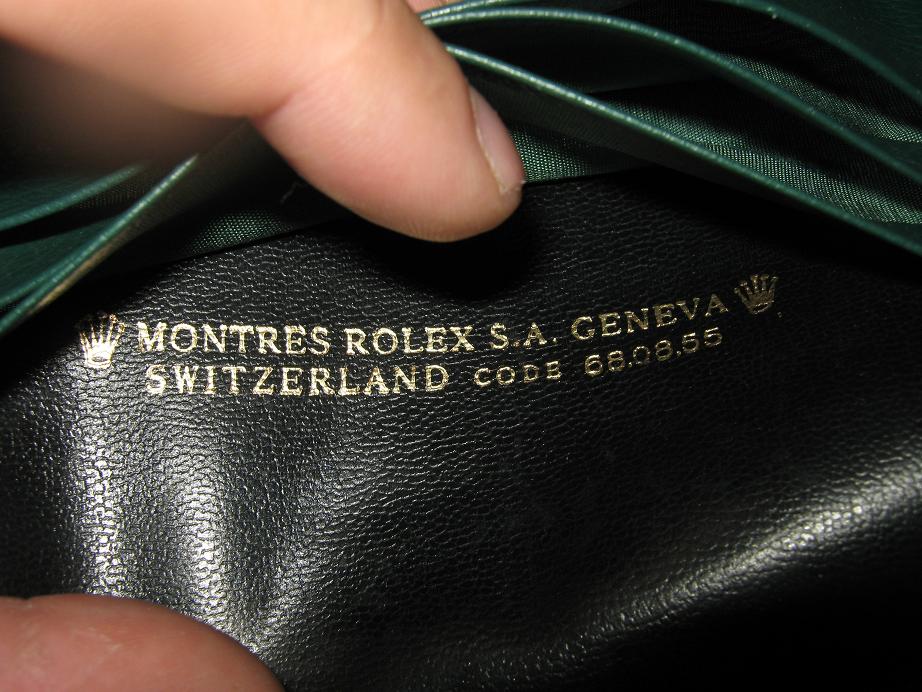 MONTRES ROLEX S.A. GENEVA
SWITZERLAND CODE 68.08.55